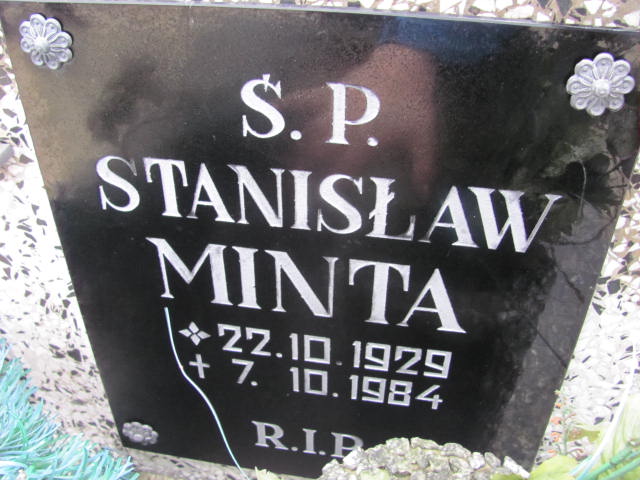 Ś. P.
STANISŁAW
MINTA
22.10.1929
+ 7. 10.1984
R.I.P.